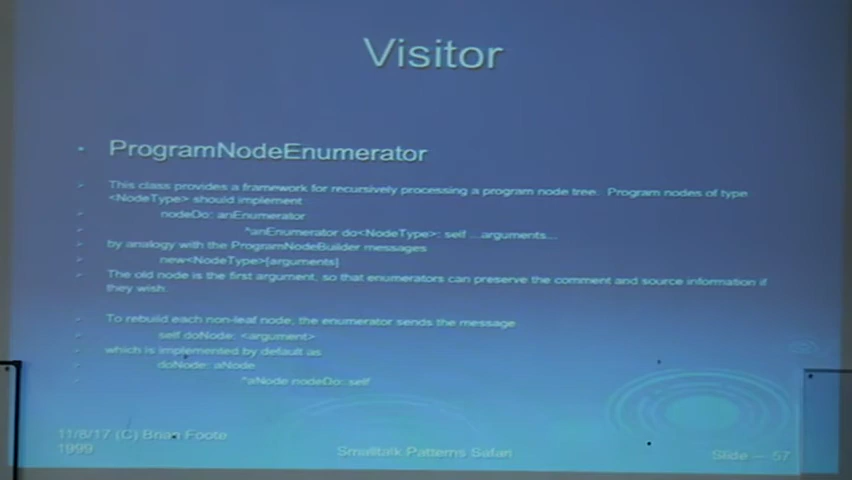 Visitor
ProgramNodeEnumerator
This class provides a framework for recursively processing a program node tree. Program nodes of type
<NodeType> should implement
nodeDo: anEnumerator
^anEnumerator do<NodeType>: self ...arguments...
by analogy with the ProgramNodeBuilder messages
new<NodeType>[arguments]
The old node is the first argument, so that enumerators can preserve the comment and source information if
they wish.
To rebuild each non-leaf node, the enumerator sends the message
self doNode: <argument>
which is implemented by default as
doNode: aNode
^aNode nodeDo: self
11/8/17 (C) Brian Foote
1999
Smalltalk Patterns Safari
Slide – 57